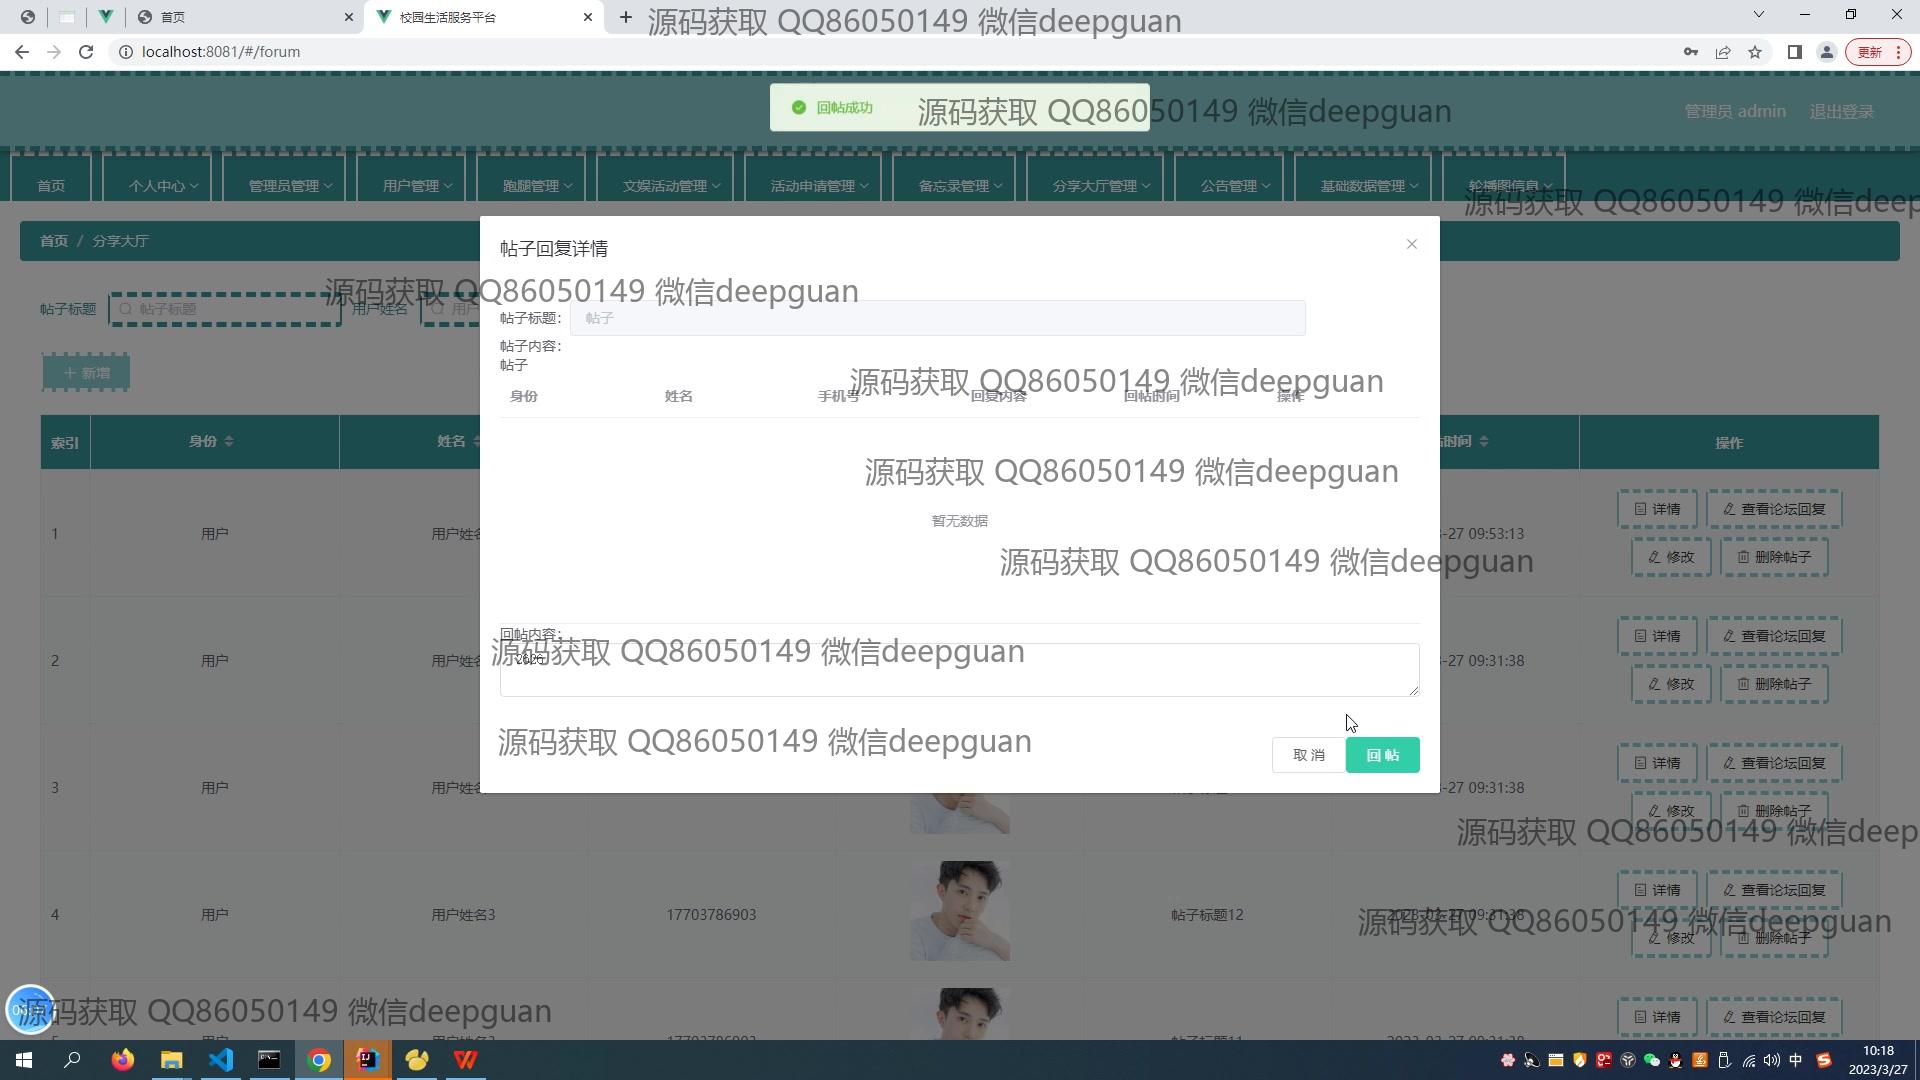 首页
校园生活服务平台
源码获取 QQ86050149 微信deepguan
localhost:8081/#/forum
更新
回帖成功
源码获取 QQ86050149 微信deepguan
管理员 admin
退出登录
首页
个人中心
管理员管理
用户管理
跑腿管理
文娱活动管理
活动申请管理
备忘录管理
分享大厅管理
公告管理
基础数据管理
轮播图信息
源码获取 QQ86050149 微信deep
首页 / 分享大厅
帖子回复详情
源码获取 QQ86050149 微信deepguan
帖子标题
帖子标题
用户姓名
帖子标题:
帖子
帖子内容:
帖子
新增
源码获取 QQ86050149 微信deepguan
身份
姓名
手机号
回复内容
回帖时间
操作
索引
身份
姓名
时间
操作
源码获取 QQ86050149 微信deepguan
暂无数据
1
用户
用户姓名
-27 09:53:13
详情
查看论坛回复
修改
删除帖子
源码获取 QQ86050149 微信deepguan
回帖内容:
源码获取 QQ86050149 微信deepguan
2
用户
用户姓名
-27 09:31:38
详情
查看论坛回复
修改
删除帖子
源码获取 QQ86050149 微信deepguan
取 消
回 帖
3
用户
用户姓名
-27 09:31:38
详情
查看论坛回复
修改
删除帖子
源码获取 QQ86050149 微信deep
4
用户
用户姓名3
17703786903
帖子标题12
2023-03-27 09:31:38
详情
查看论坛回复
修改
删除帖子
源码获取 QQ86050149 微信deepguan
源码获取 QQ86050149 微信deepguan
详情
查看论坛回复
中
10:18
2023/3/27